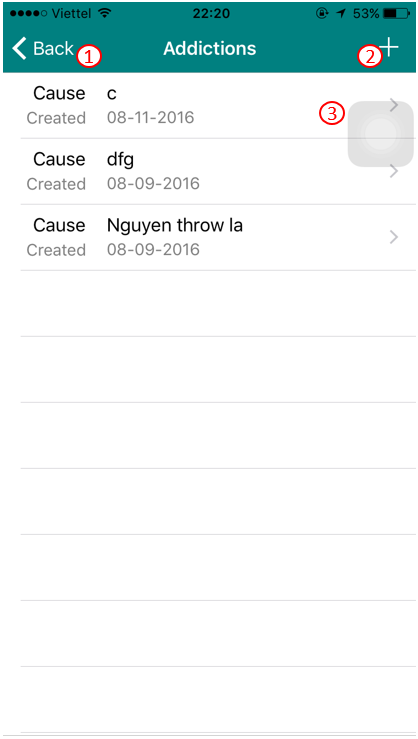 Viettel 22:20 53%
Back 1 Addictions 2
Cause c
Created 08-11-2016 3
Cause dfg
Created 08-09-2016
Cause Nguyen throw la
Created 08-09-2016